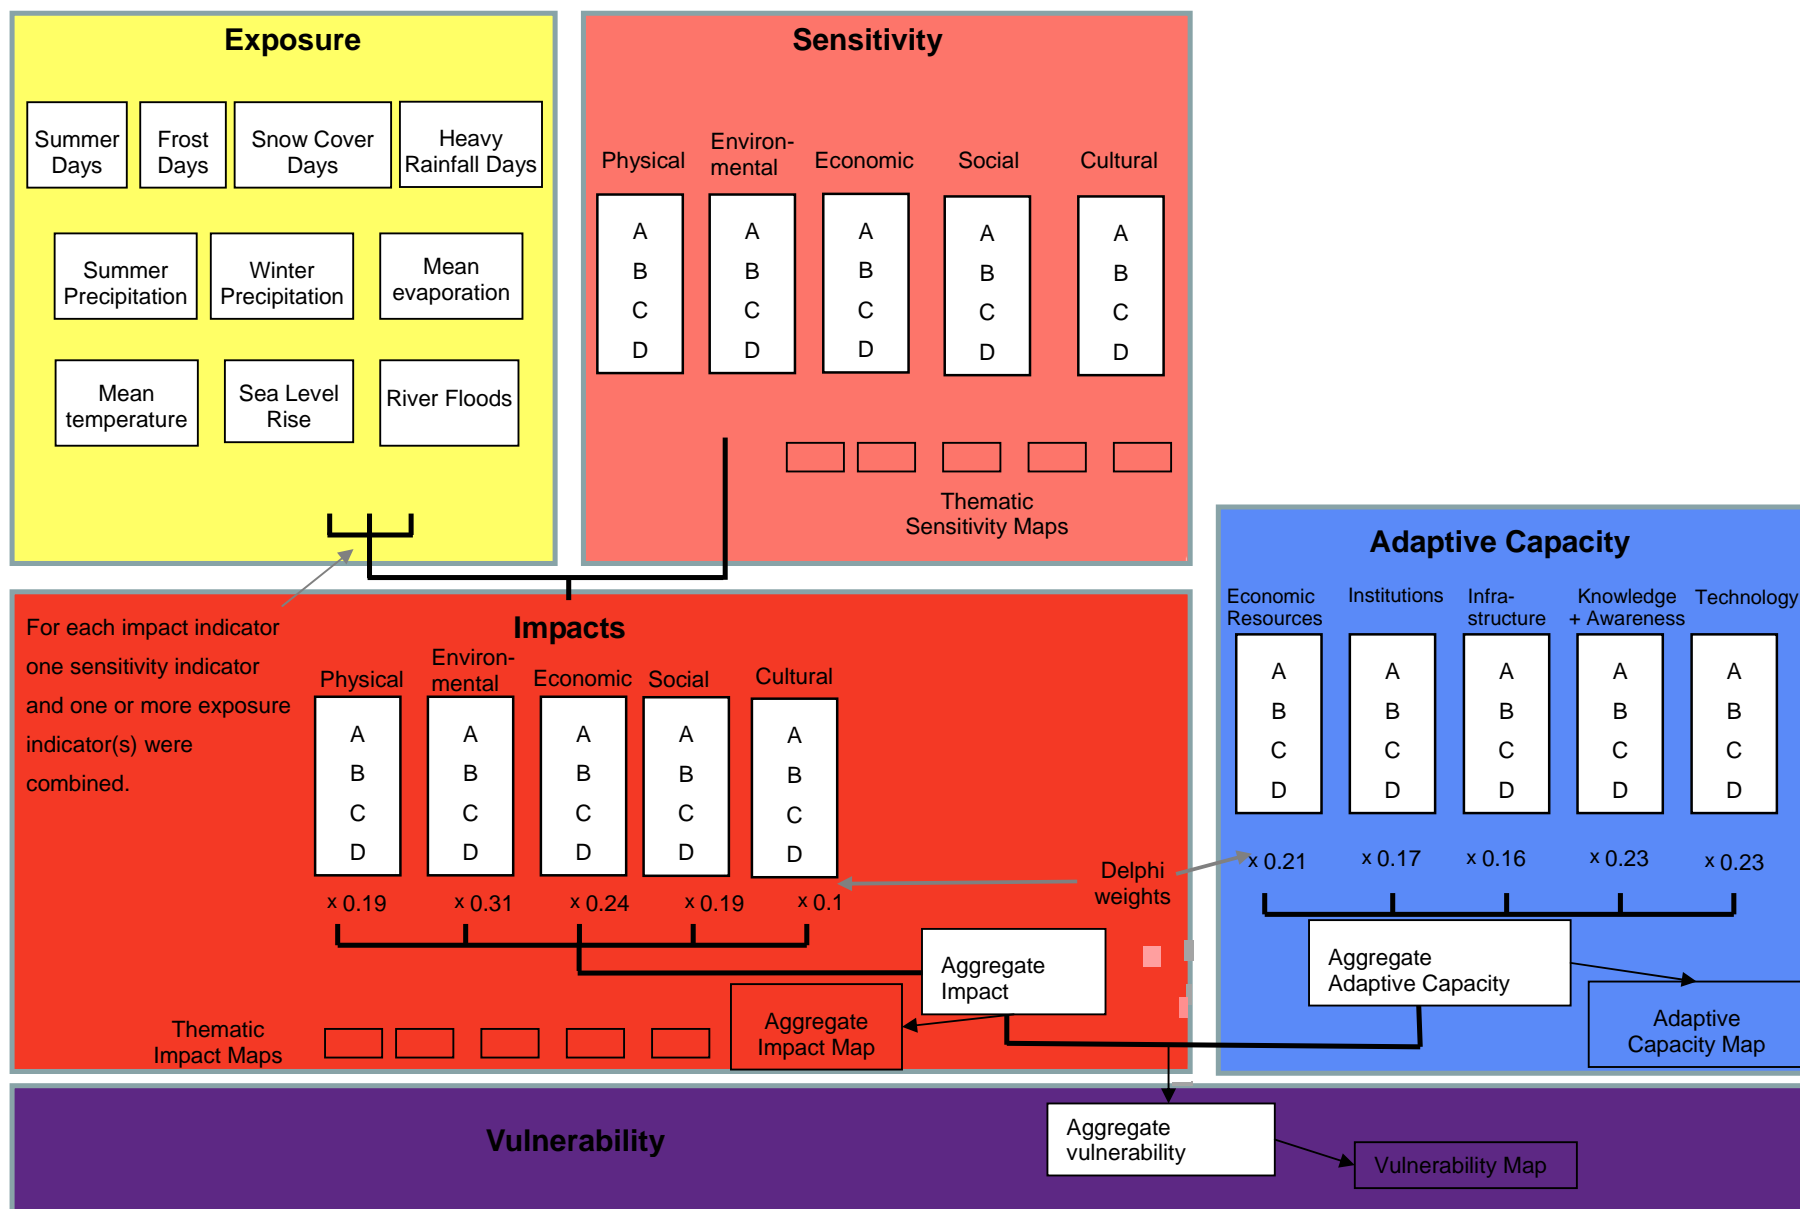 Exposure
Summer
Days
Frost
Days
Snow Cover
Days
Heavy
Rainfall Days
Summer
Precipitation
Winter
Precipitation
Mean
evaporation
Mean
temperature
Sea Level
Rise
River Floods
Sensitivity
Physical
Environ-
mental
Economic
Social
Cultural
A
B
C
D
A
B
C
D
A
B
C
D
A
B
C
D
A
B
C
D
Thematic
Sensitivity Maps
Adaptive Capacity
Economic
Resources
Institutions
Infra-
structure
Knowledge
+ Awareness
Technology
A
B
C
D
A
B
C
D
A
B
C
D
A
B
C
D
A
B
C
D
x 0.21
x 0.17
x 0.16
x 0.23
x 0.23
Aggregate
Adaptive Capacity
Adaptive
Capacity Map
For each impact indicator
one sensitivity indicator
and one or more exposure
indicator(s) were
combined.
Impacts
Physical
Environ-
mental
Economic
Social
Cultural
A
B
C
D
A
B
C
D
A
B
C
D
A
B
C
D
A
B
C
D
x 0.19
x 0.31
x 0.24
x 0.19
x 0.1
Delphi
weights
Aggregate
Impact
Thematic
Impact Maps
Aggregate
Impact Map
Vulnerability
Aggregate
vulnerability
Vulnerability Map